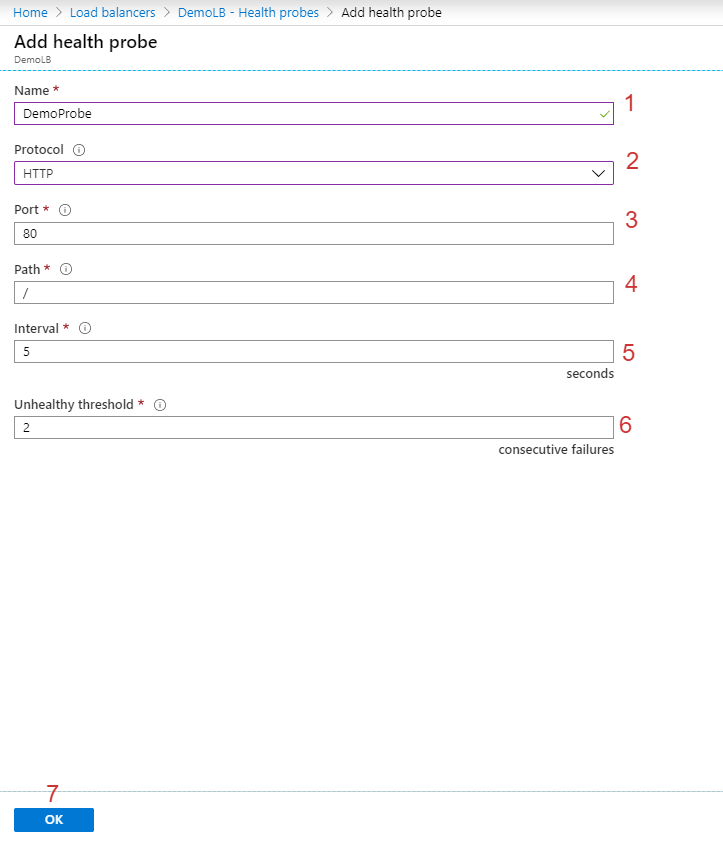 Home > Load balancers > DemoLB - Health probes > Add health probe
Add health probe
DemoLB
Name *
1
DemoProbe
Protocol
2
HTTP
Port *
3
80
Path *
4
/
Interval *
5
5
seconds
Unhealthy threshold *
2
6
consecutive failures
7
OK